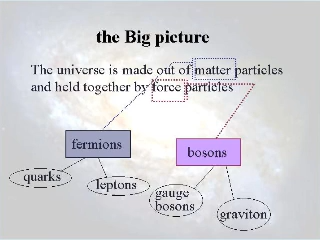 the Big picture
The universe is made out of matter particles
and held together by force particles
fermions
bosons
quarks
leptons
gauge
bosons
graviton